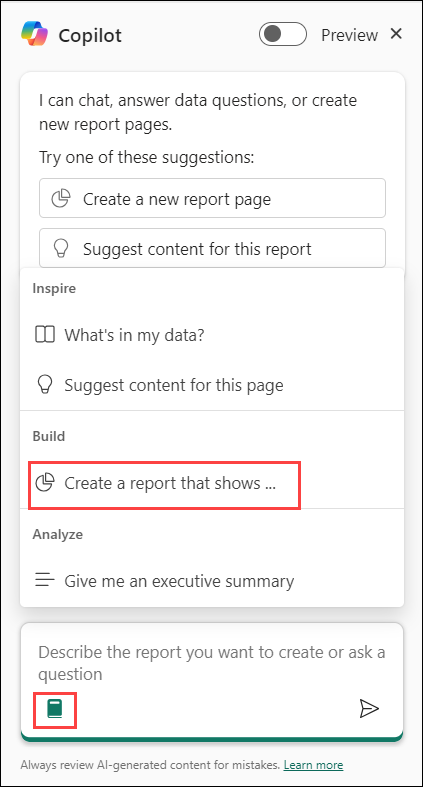 Copilot
Preview
I can chat, answer data questions, or create
new report pages.
Try one of these suggestions:
Create a new report page
Suggest content for this report
Inspire
What's in my data?
Suggest content for this page
Build
Create a report that shows ...
Analyze
Give me an executive summary
Describe the report you want to create or ask a
question
Always review AI-generated content for mistakes. Learn more